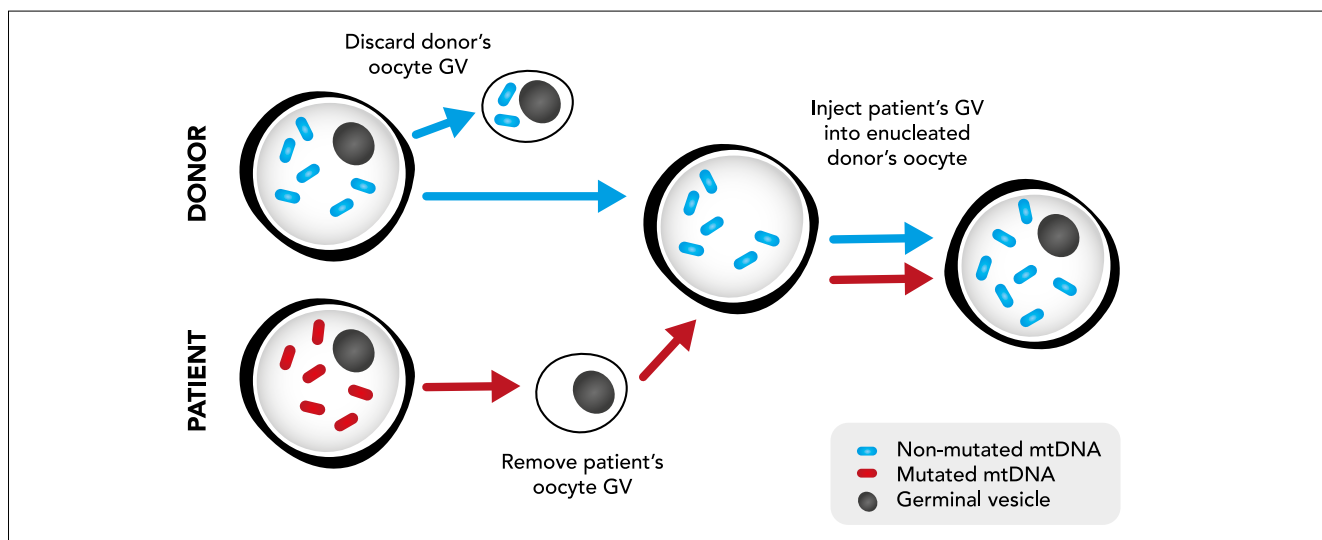 Discard donor's
oocyte GV
Inject patient's GV
into enucleated
donor's oocyte
DONOR
PATIENT
Remove patient's
oocyte GV
Non-mutated mtDNA
Mutated mtDNA
Germinal vesicle